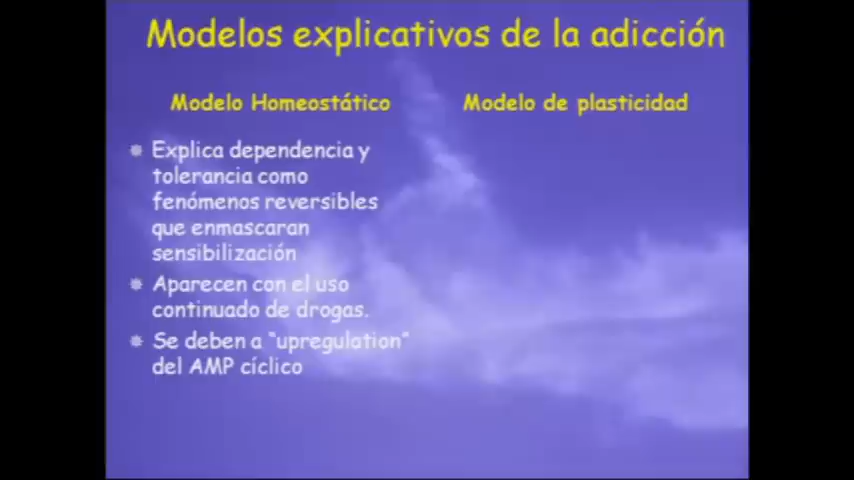 Modelos explicativos de la adicción
Modelo Homeostático
Modelo de plasticidad
Explica dependencia y
tolerancia como
fenómenos reversibles
que enmascaran
sensibilización
Aparecen con el uso
continuado de drogas.
Se deben a "upregulation"
del AMP cíclico